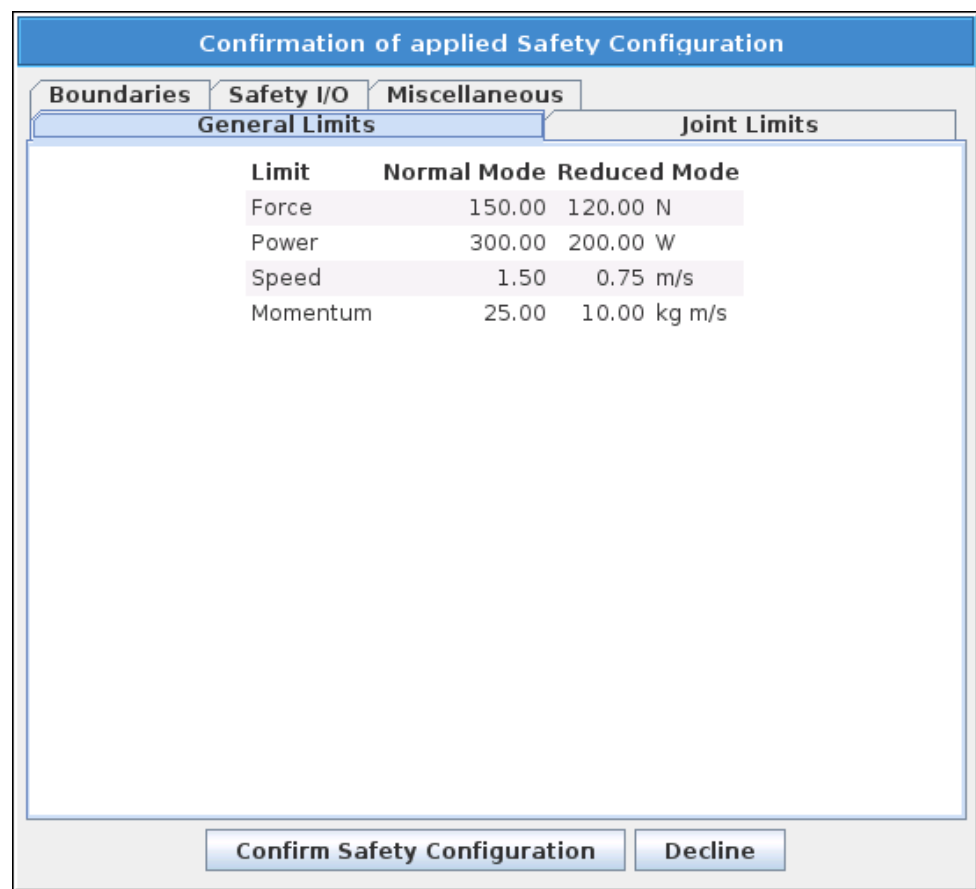 Confirmation of applied Safety Configuration
Boundaries Safety I/O Miscellaneous
General Limits Joint Limits
Limit Normal Mode Reduced Mode
Force 150.00 120.00 N
Power 300.00 200.00 W
Speed 1.50 0.75 m/s
Momentum 25.00 10.00 kg m/s
Confirm Safety Configuration Decline